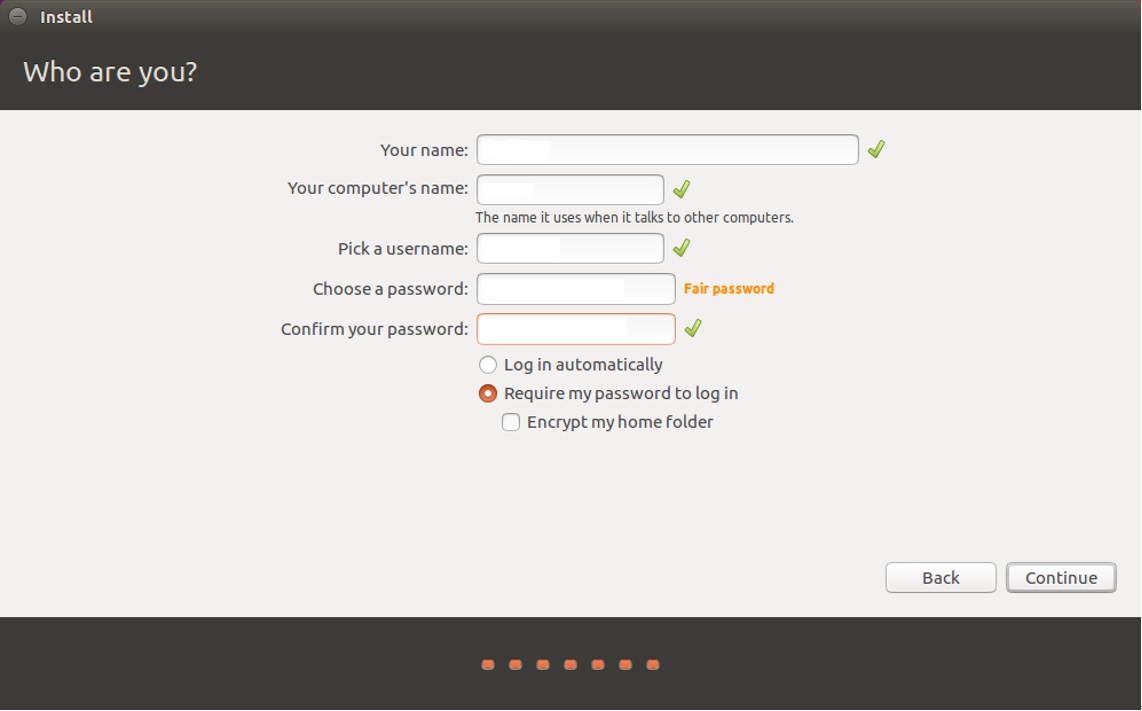 Install
Who are you?
Your name:
Your computer's name:
The name it uses when it talks to other computers.
Pick a username:
Choose a password: Fair password
Confirm your password:
Log in automatically
Require my password to log in
Encrypt my home folder
Back Continue